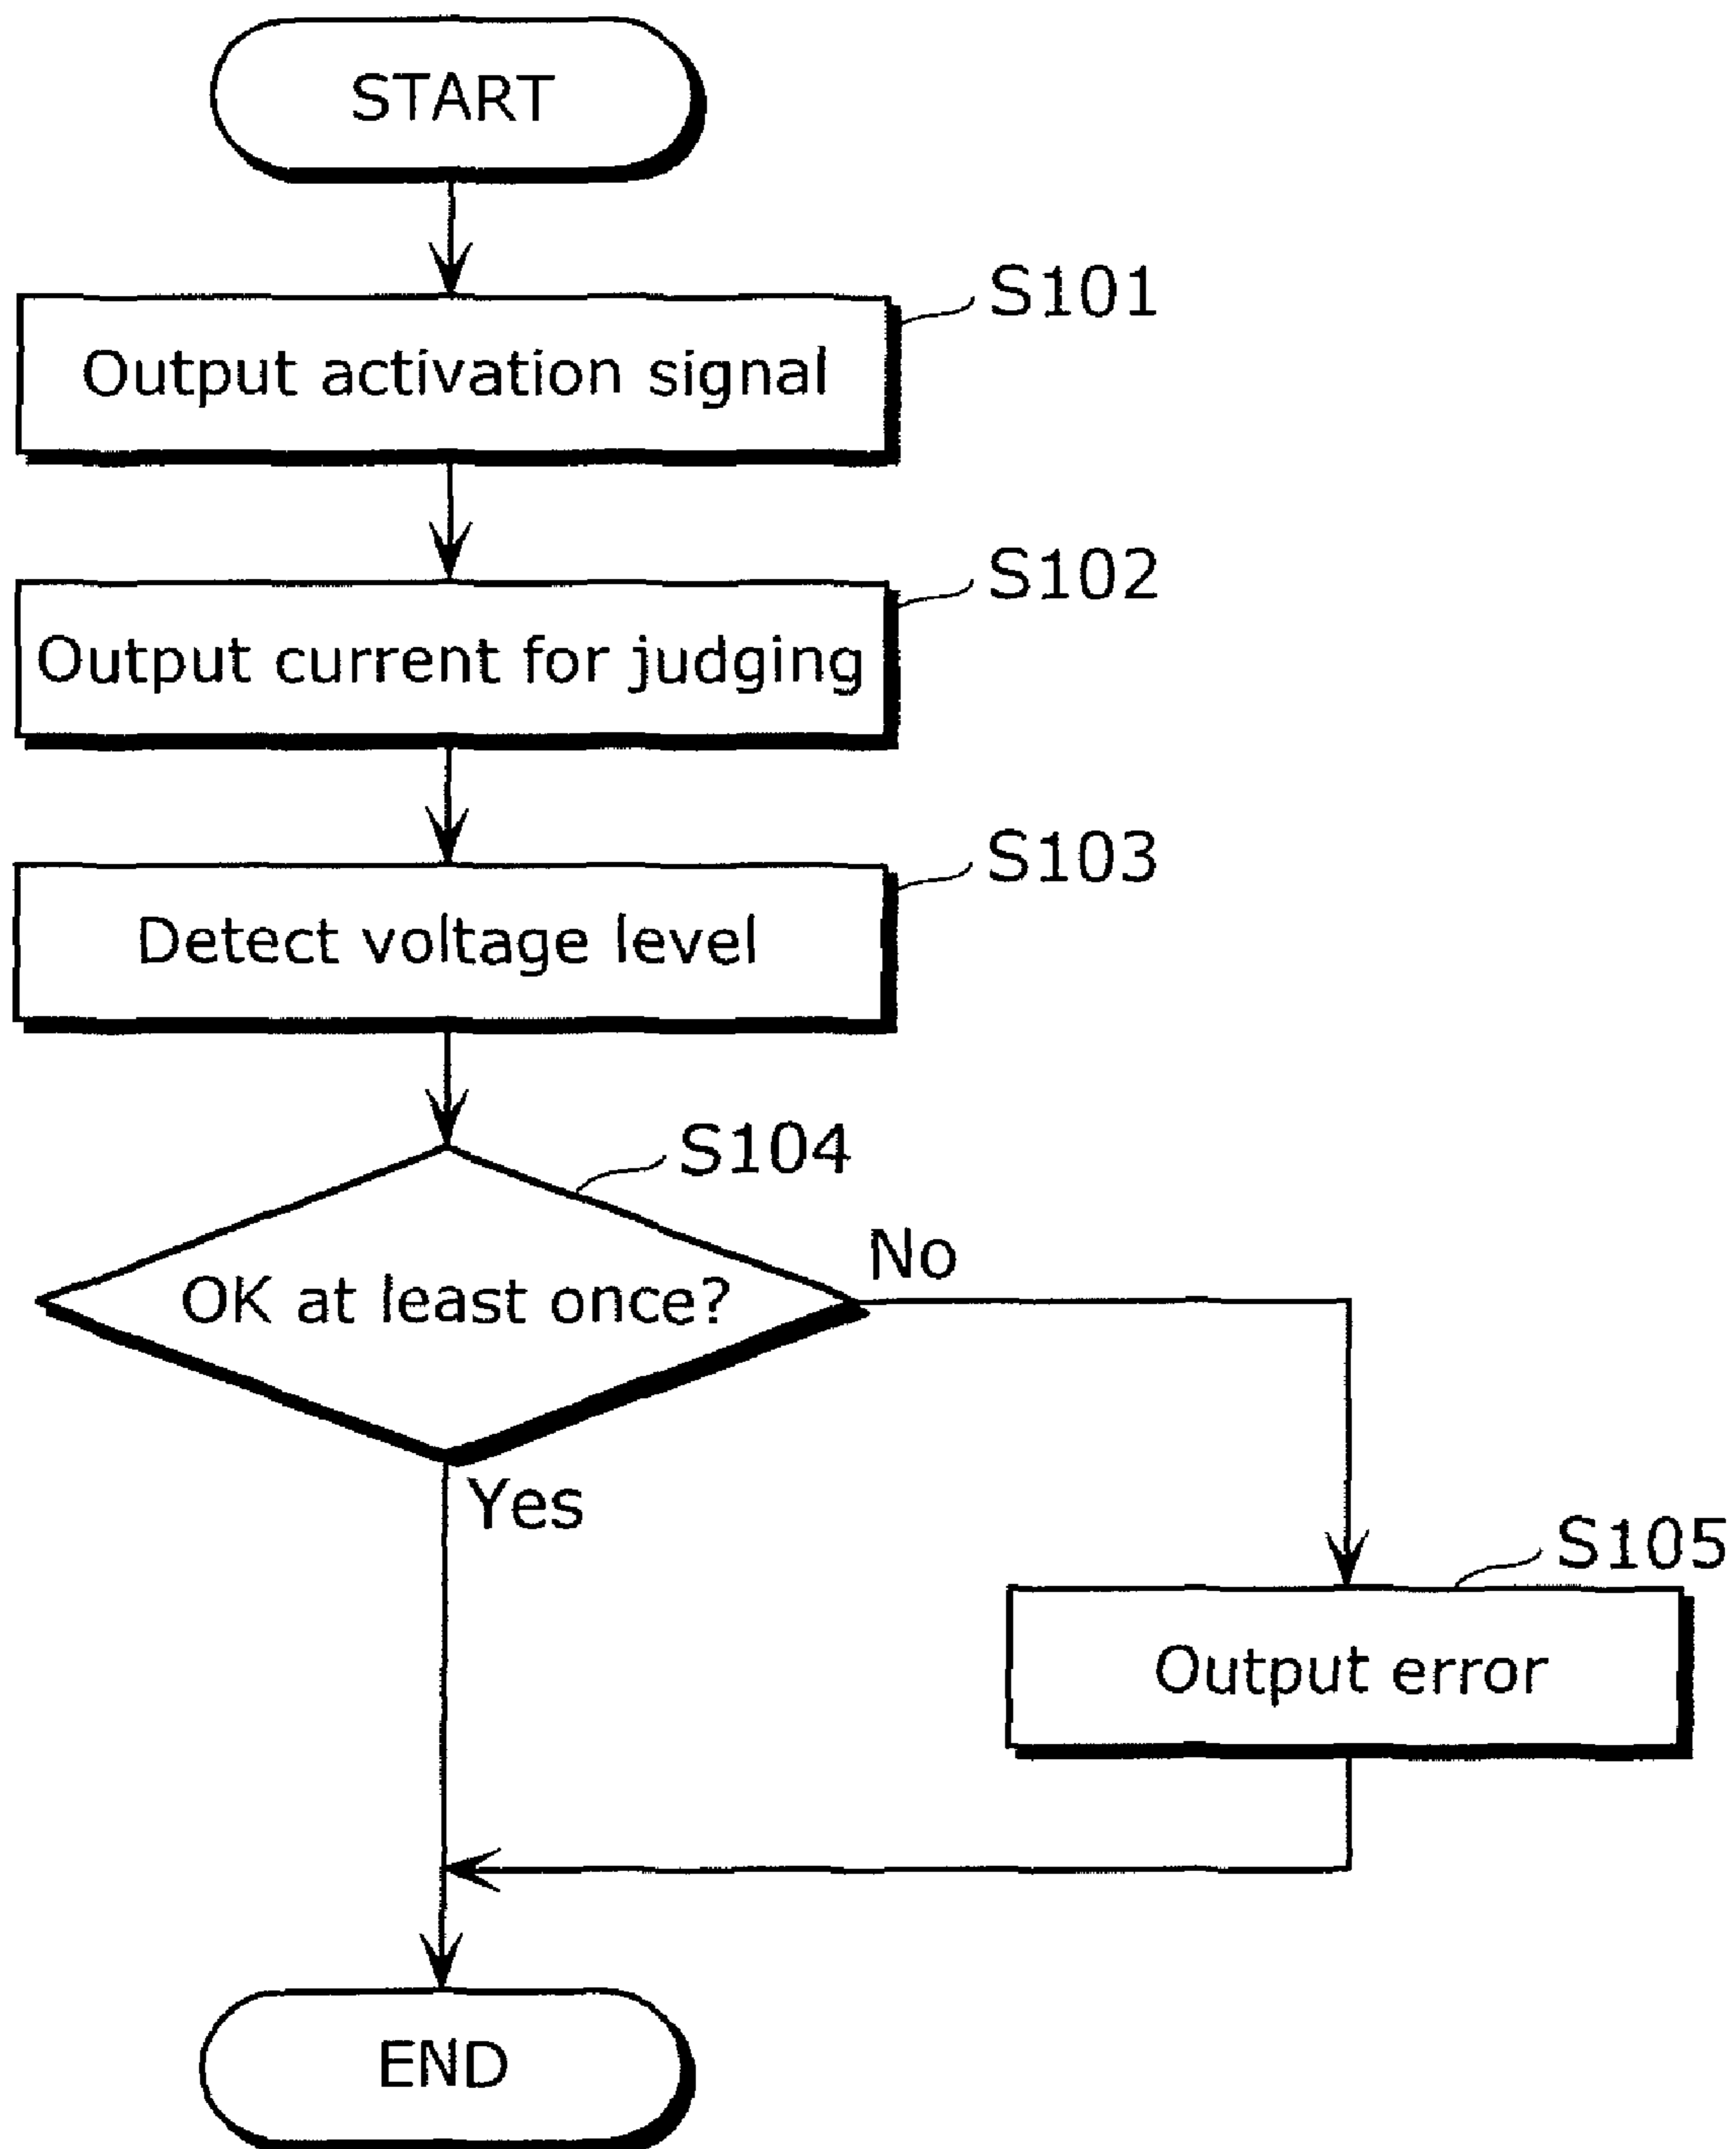 START
S101
Output activation signal
S102
Output current for judging
S103
Detect voltage level
S104
OK at least once?
No
Yes
S105
Output error
END